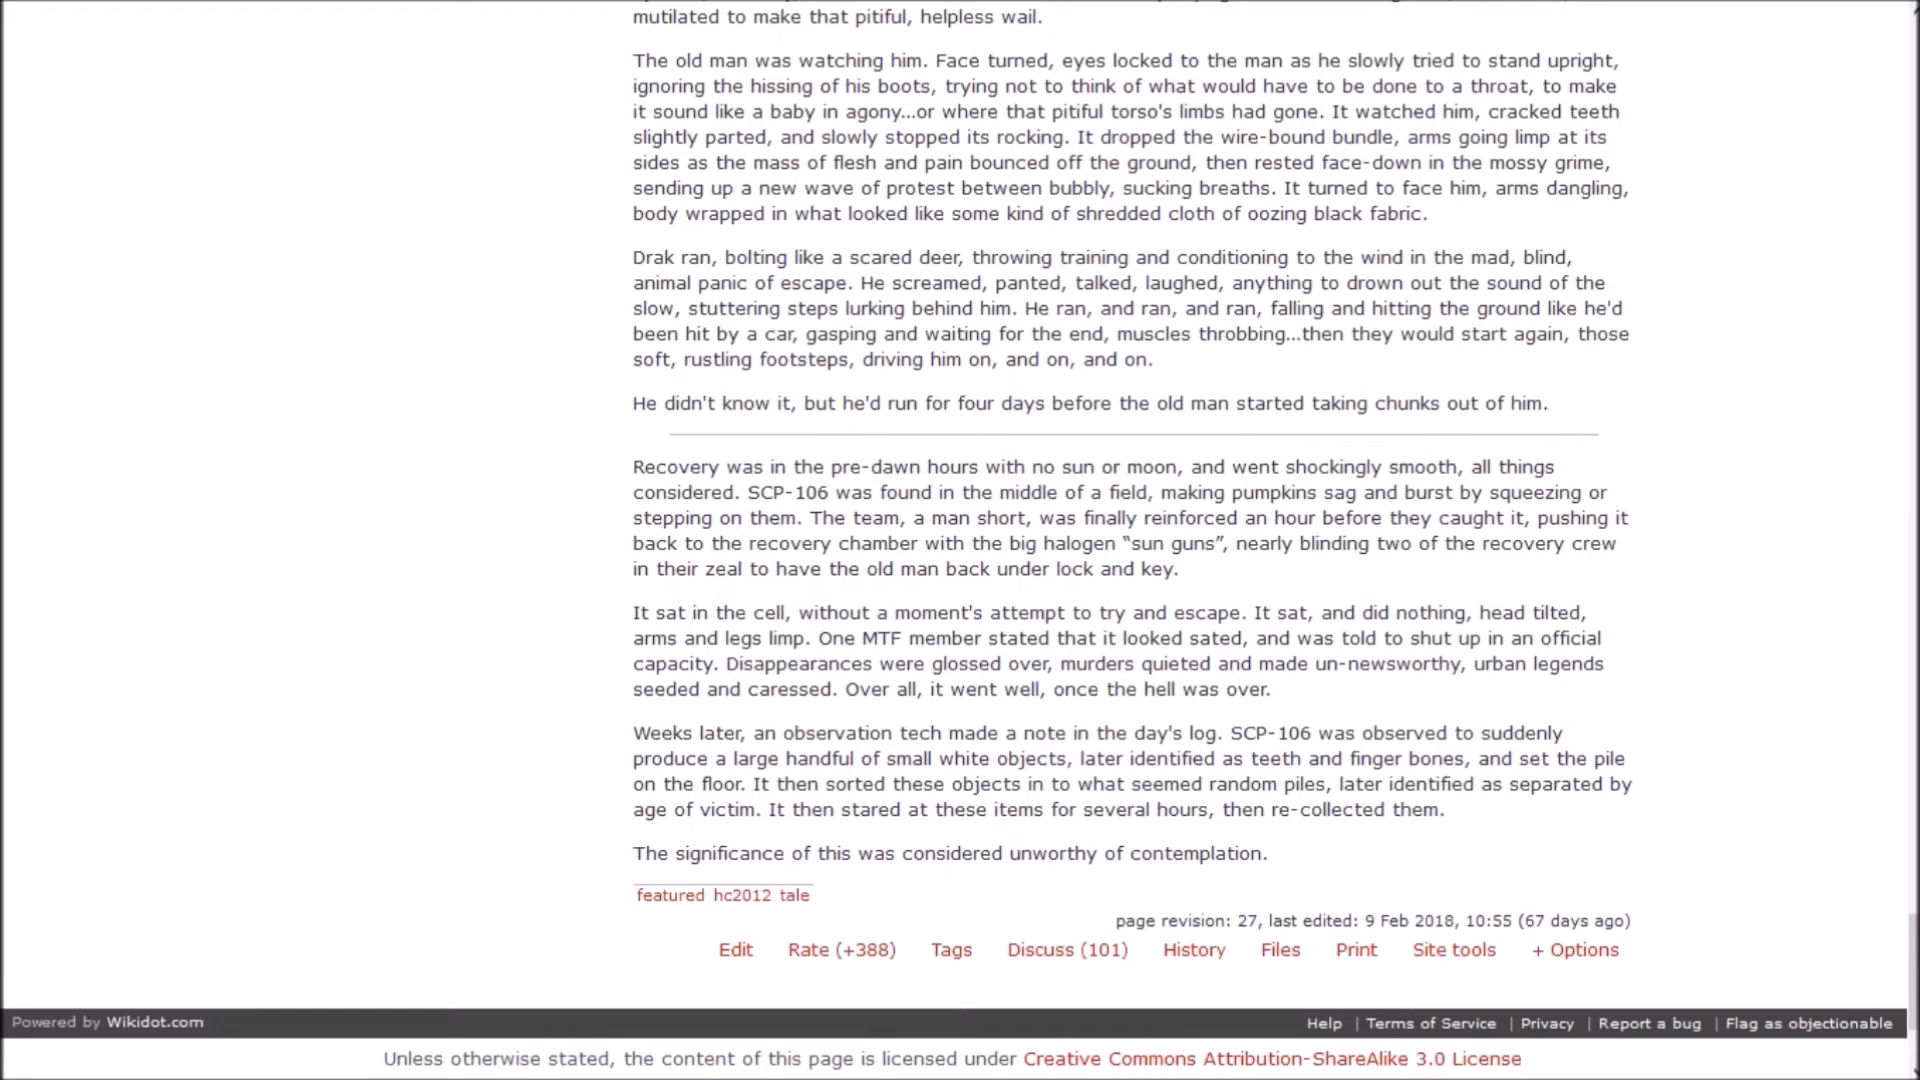 mutilated to make that pitiful, helpless wail.
The old man was watching him. Face turned, eyes locked to the man as he slowly tried to stand upright,
ignoring the hissing of his boots, trying not to think of what would have to be done to a throat, to make
it sound like a baby in agony...or where that pitiful torso's limbs had gone. It watched him, cracked teeth
slightly parted, and slowly stopped its rocking. It dropped the wire-bound bundle, arms going limp at its
sides as the mass of flesh and pain bounced off the ground, then rested face-down in the mossy grime,
sending up a new wave of protest between bubbly, sucking breaths. It turned to face him, arms dangling,
body wrapped in what looked like some kind of shredded cloth of oozing black fabric.
Drak ran, bolting like a scared deer, throwing training and conditioning to the wind in the mad, blind,
animal panic of escape. He screamed, panted, talked, laughed, anything to drown out the sound of the
slow, stuttering steps lurking behind him. He ran, and ran, and ran, falling and hitting the ground like he'd
been hit by a car, gasping and waiting for the end, muscles throbbing...then they would start again, those
soft, rustling footsteps, driving him on, and on, and on.
He didn't know it, but he'd run for four days before the old man started taking chunks out of him.
Recovery was in the pre-dawn hours with no sun or moon, and went shockingly smooth, all things
considered. SCP-106 was found in the middle of a field, making pumpkins sag and burst by squeezing or
stepping on them. The team, a man short, was finally reinforced an hour before they caught it, pushing it
back to the recovery chamber with the big halogen “sun guns”, nearly blinding two of the recovery crew
in their zeal to have the old man back under lock and key.
It sat in the cell, without a moment's attempt to try and escape. It sat, and did nothing, head tilted,
arms and legs limp. One MTF member stated that it looked sated, and was told to shut up in an official
capacity. Disappearances were glossed over, murders quieted and made un-newsworthy, urban legends
seeded and caressed. Over all, it went well, once the hell was over.
Weeks later, an observation tech made a note in the day's log. SCP-106 was observed to suddenly
produce a large handful of small white objects, later identified as teeth and finger bones, and set the pile
on the floor. It then sorted these objects in to what seemed random piles, later identified as separated by
age of victim. It then stared at these items for several hours, then re-collected them.
The significance of this was considered unworthy of contemplation.
featured hc2012 tale
page revision: 27, last edited: 9 Feb 2018, 10:55 (67 days ago)
Edit Rate (+388) Tags Discuss (101) History Files Print Site tools + Options
Powered by Wikidot.com Help | Terms of Service | Privacy | Report a bug | Flag as objectionable
Unless otherwise stated, the content of this page is licensed under Creative Commons Attribution-ShareAlike 3.0 License